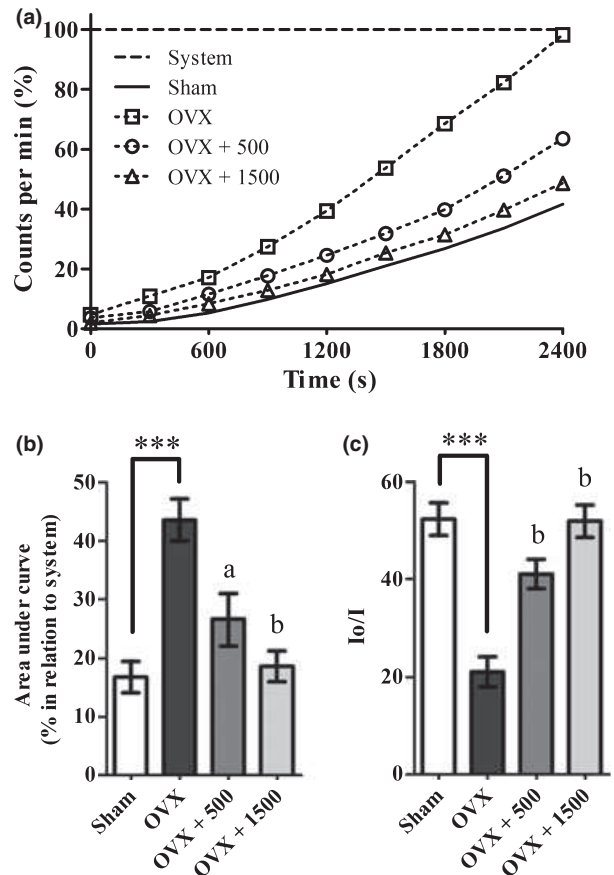 (a)
100
80
60
40
20
0
Counts per min (%)
System
Sham
OVX
OVX + 500
OVX + 1500
0 600 1200 1800 2400
Time (s)
(b)
***
50
40
30
20
10
0
Area under curve
(% in relation to system)
a
b
Sham
OVX
OVX + 500
OVX + 1500
(c)
***
60
40
20
0
Io/I
b
b
Sham
OVX
OVX + 500
OVX + 1500